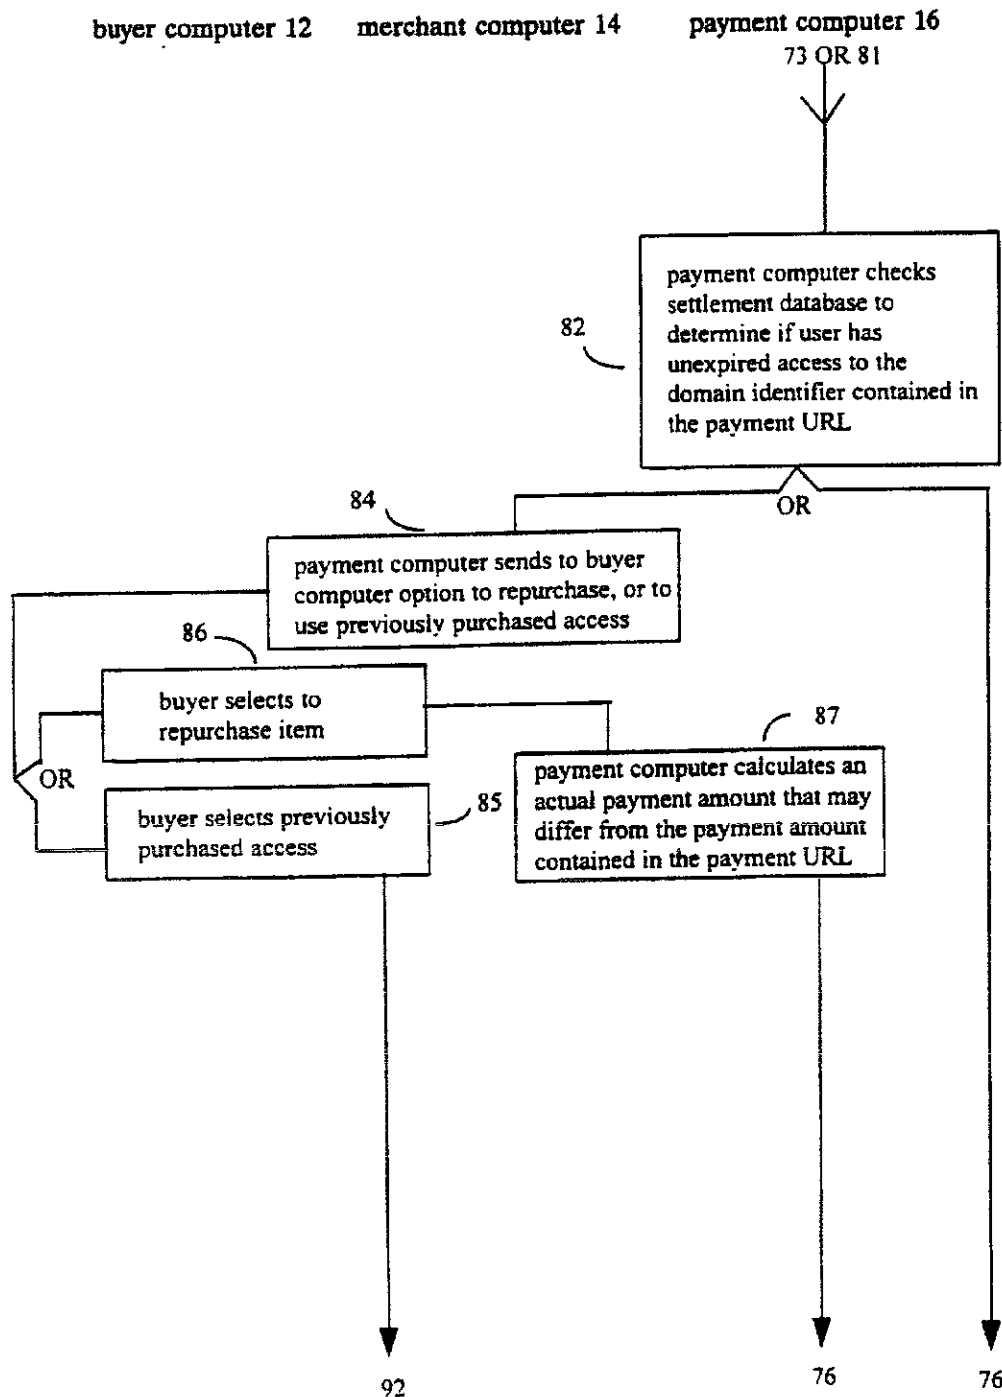 buyer computer 12 merchant computer 14 payment computer 16
73 OR 81
82
payment computer checks
settlement database to
determine if user has
unexpired access to the
domain identifier contained in
the payment URL
OR
84
payment computer sends to buyer
computer option to repurchase, or to
use previously purchased access
86
buyer selects to
repurchase item
87
payment computer calculates an
actual payment amount that may
differ from the payment amount
contained in the payment URL
OR
85
buyer selects previously
purchased access
92
76
76